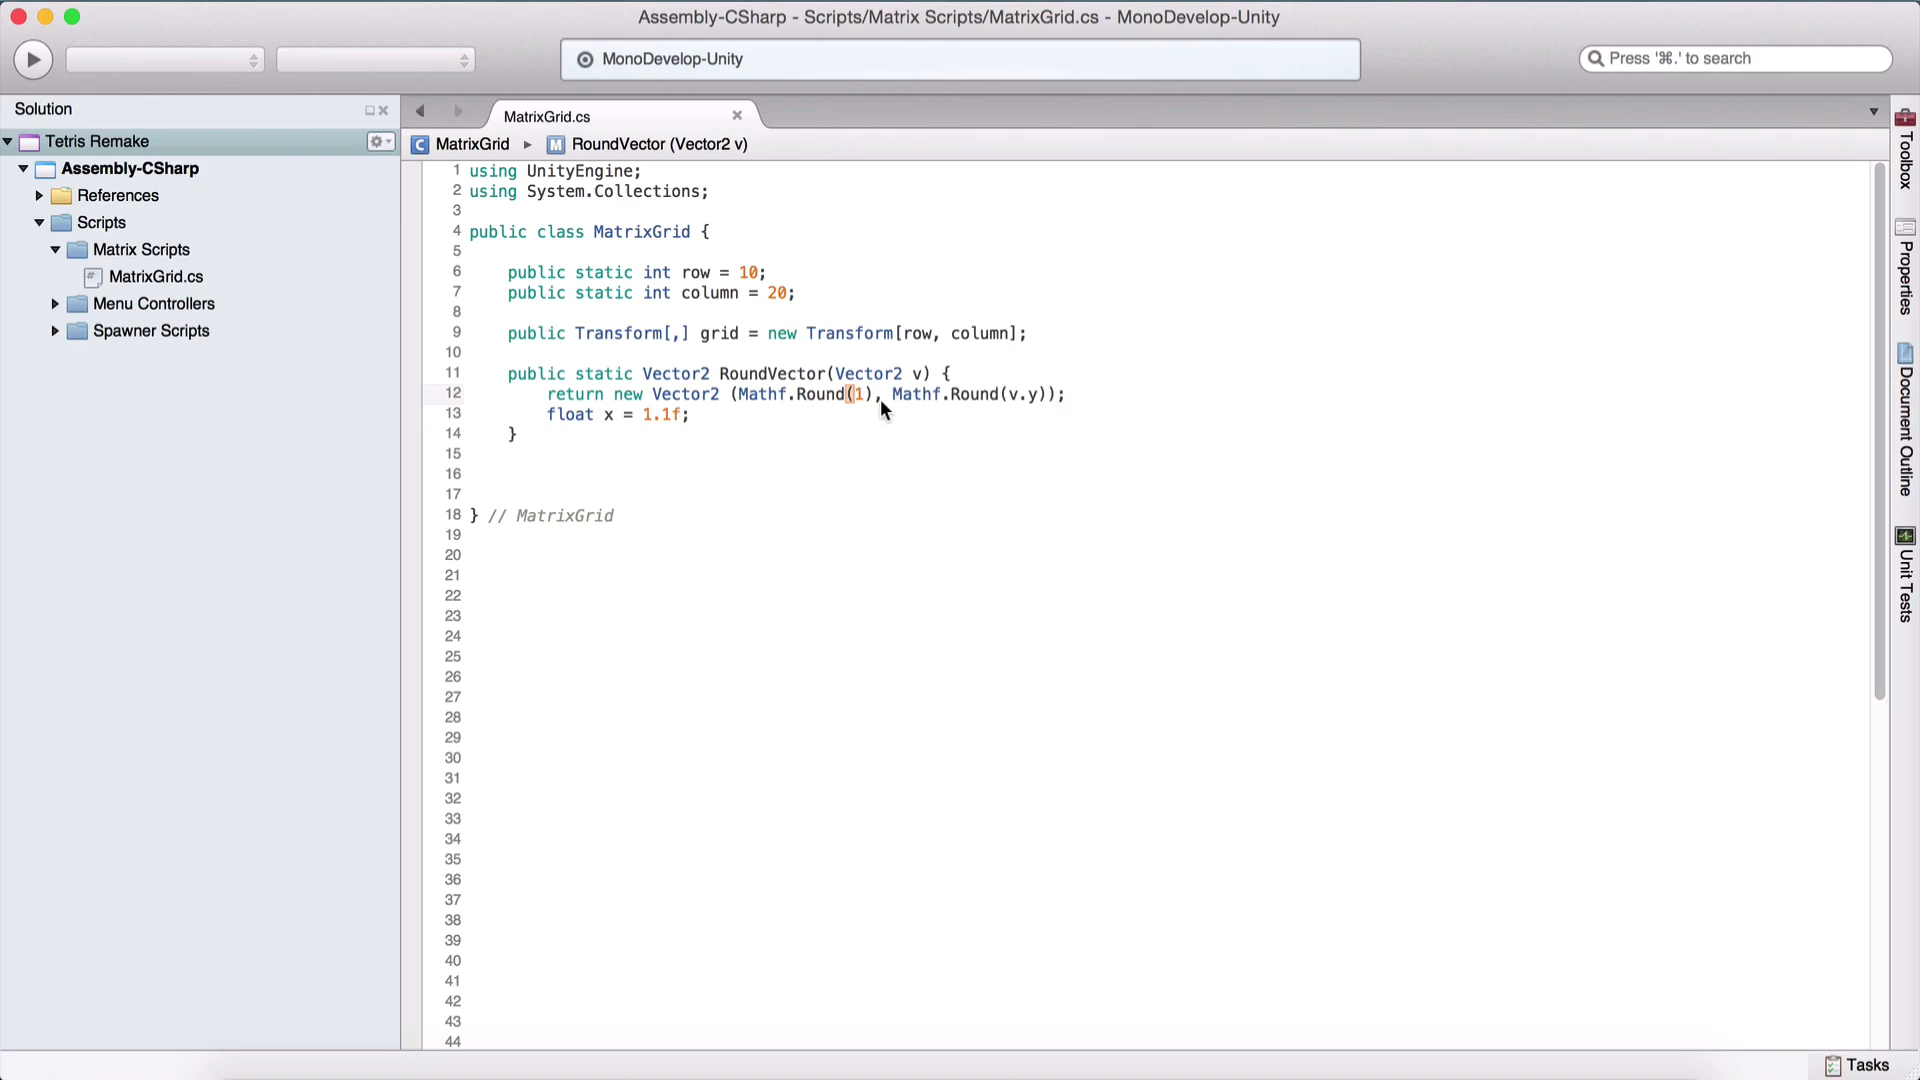 Assembly-CSharp - Scripts/Matrix Scripts/MatrixGrid.cs - MonoDevelop-Unity
MonoDevelop-Unity
Press '⌘.' to search
Solution
Tetris Remake
Assembly-CSharp
References
Scripts
Matrix Scripts
MatrixGrid.cs
Menu Controllers
Spawner Scripts
MatrixGrid.cs
MatrixGrid ▸ RoundVector (Vector2 v)
1 using UnityEngine;
2 using System.Collections;
3
4 public class MatrixGrid {
5
6 public static int row = 10;
7 public static int column = 20;
8
9 public Transform[,] grid = new Transform[row, column];
10
11 public static Vector2 RoundVector(Vector2 v) {
12 return new Vector2 (Mathf.Round(1), Mathf.Round(v.y));
13 float x = 1.1f;
14 }
15
16
17
18 } // MatrixGrid
19
20
21
22
23
24
25
26
27
28
29
30
31
32
33
34
35
36
37
38
39
40
41
42
43
44
Toolbox
Properties
Document Outline
Unit Tests
Tasks